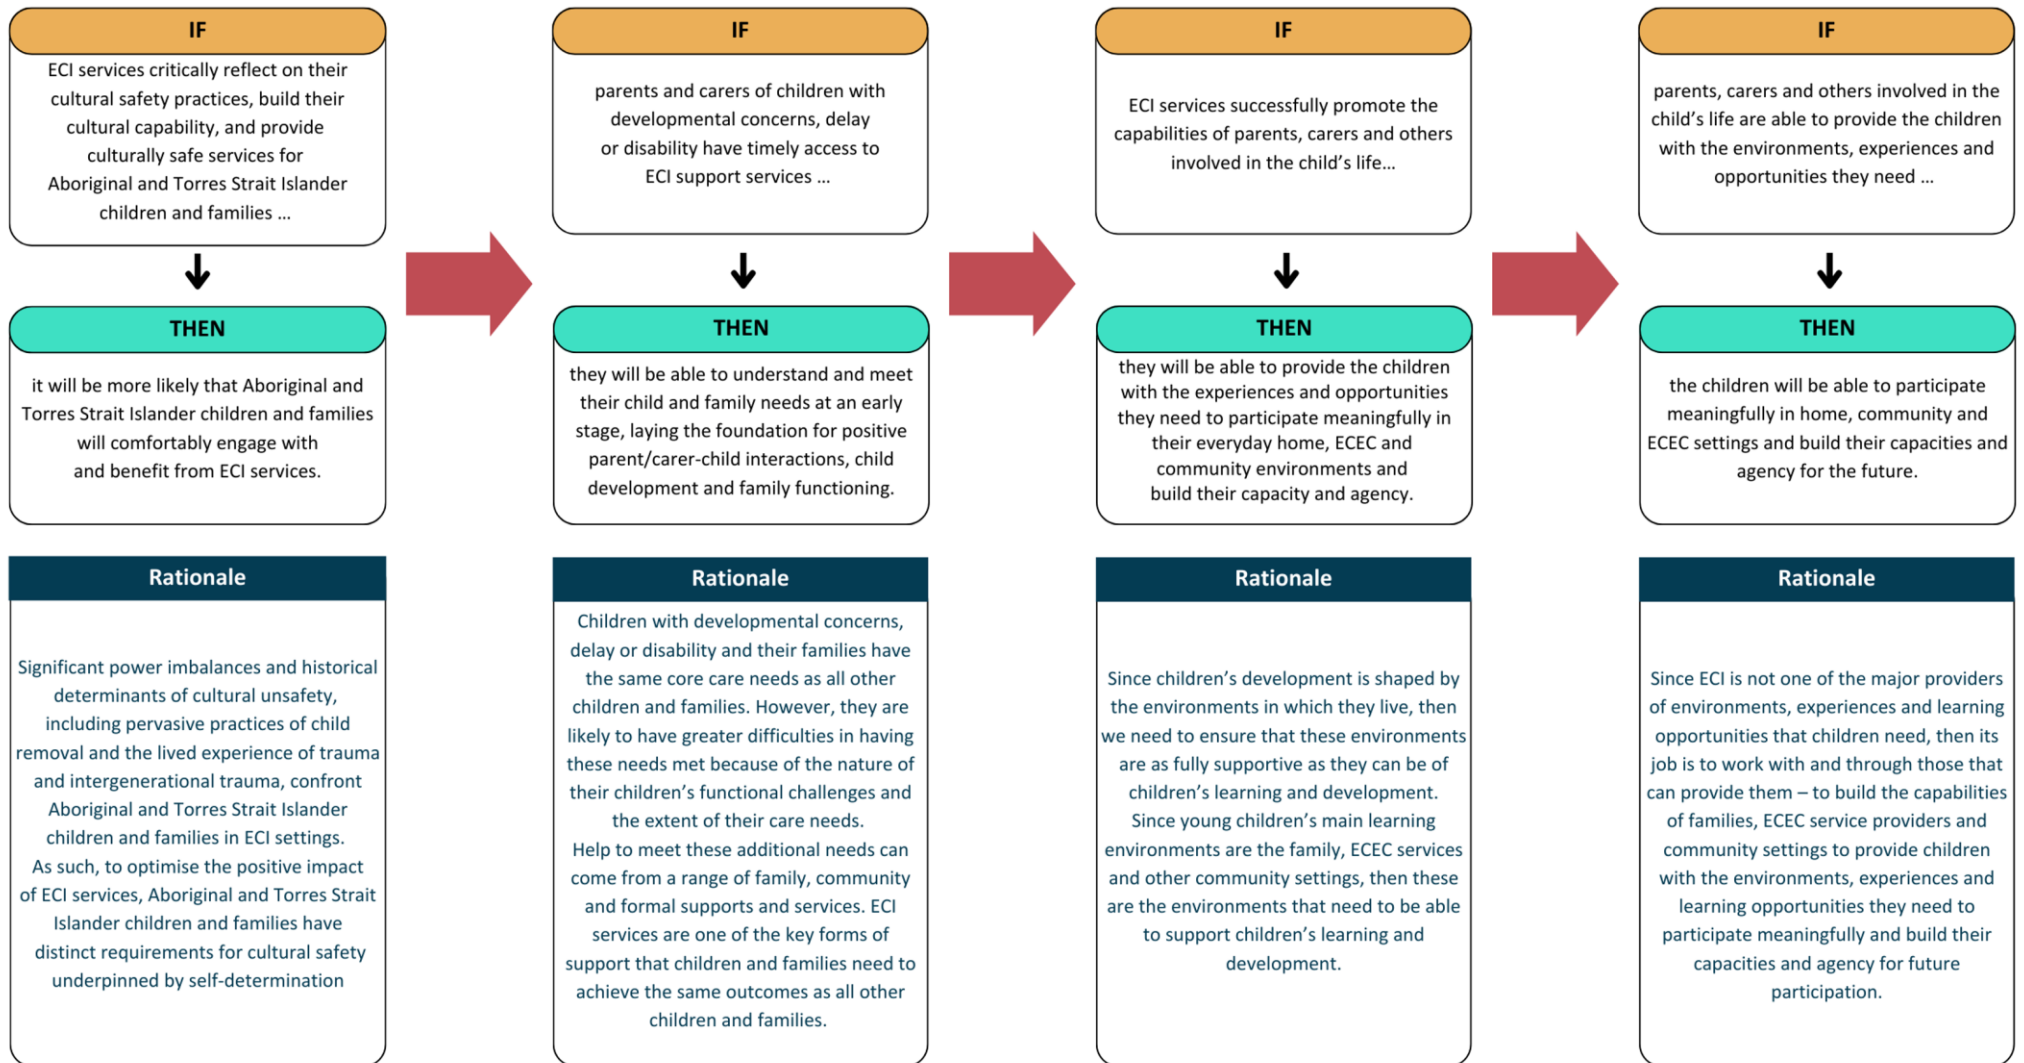 IF
ECI services critically reflect on their
cultural safety practices, build their
cultural capability, and provide
culturally safe services for
Aboriginal and Torres Strait Islander
children and families ...
THEN
it will be more likely that Aboriginal and
Torres Strait Islander children and families
will comfortably engage with
and benefit from ECI services.
Rationale
Significant power imbalances and historical
determinants of cultural unsafety,
including pervasive practices of child
removal and the lived experience of trauma
and intergenerational trauma, confront
Aboriginal and Torres Strait Islander
children and families in ECI settings.
As such, to optimise the positive impact
of ECI services, Aboriginal and Torres Strait
Islander children and families have
distinct requirements for cultural safety
underpinned by self-determination
IF
parents and carers of children with
developmental concerns, delay
or disability have timely access to
ECI support services ...
THEN
they will be able to understand and meet
their child and family needs at an early
stage, laying the foundation for positive
parent/carer-child interactions, child
development and family functioning.
Rationale
Children with developmental concerns,
delay or disability and their families have
the same core care needs as all other
children and families. However, they are
likely to have greater difficulties in having
these needs met because of the nature of
their children’s functional challenges and
the extent of their care needs.
Help to meet these additional needs can
come from a range of family, community
and formal supports and services. ECI
services are one of the key forms of
support that children and families need to
achieve the same outcomes as all other
children and families.
IF
ECI services successfully promote the
capabilities of parents, carers and others
involved in the child’s life...
THEN
they will be able to provide the children
with the experiences and opportunities
they need to participate meaningfully in
their everyday home, ECEC and
community environments and
build their capacity and agency.
Rationale
Since children’s development is shaped by
the environments in which they live, then
we need to ensure that these environments
are as fully supportive as they can be of
children’s learning and development.
Since young children’s main learning
environments are the family, ECEC services
and other community settings, then these
are the environments that need to be able
to support children’s learning and
development.
IF
parents, carers and others involved in the
child’s life are able to provide the children
with the environments, experiences and
opportunities they need ...
THEN
the children will be able to participate
meaningfully in home, community and
ECEC settings and build their capacities and
agency for the future.
Rationale
Since ECI is not one of the major providers
of environments, experiences and learning
opportunities that children need, then its
job is to work with and through those that
can provide them – to build the capabilities
of families, ECEC service providers and
community settings to provide children
with the environments, experiences and
learning opportunities they need to
participate meaningfully and build their
capacities and agency for future
participation.